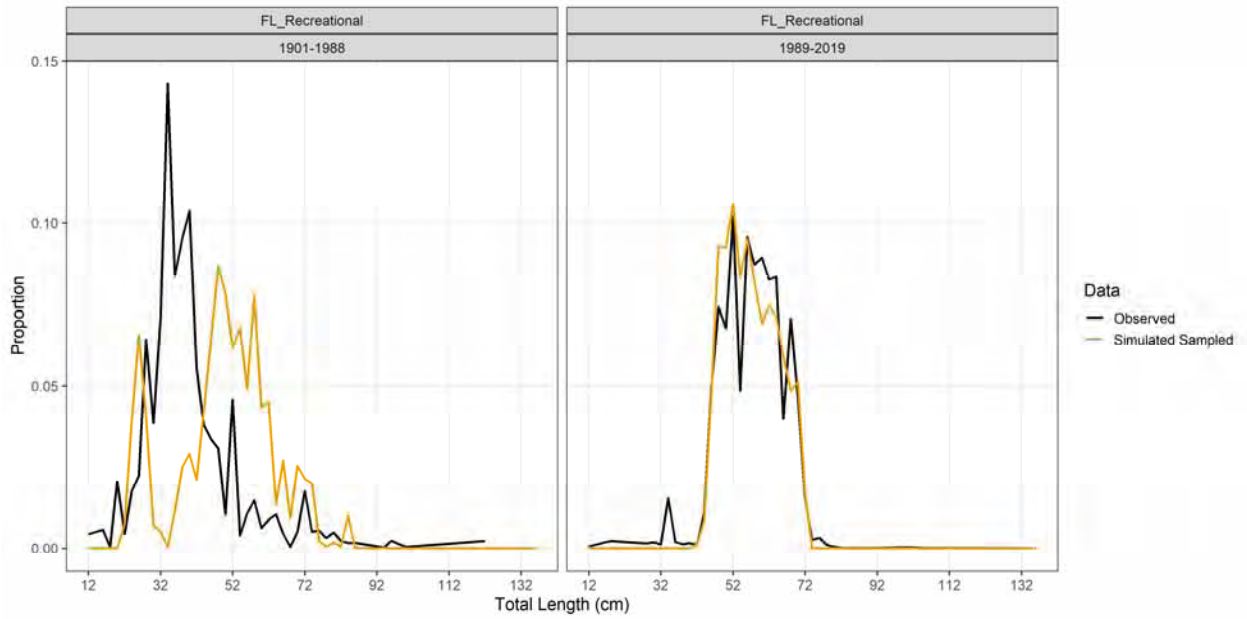 FL_Recreational FL_Recreational
1901-1988 1989-2019
0.15
0.10
0.05
0.00
Proportion
12 32 52 72 92 112 132 12 32 52 72 92 112 132
Total Length (cm)
Data
Observed
Simulated Sampled